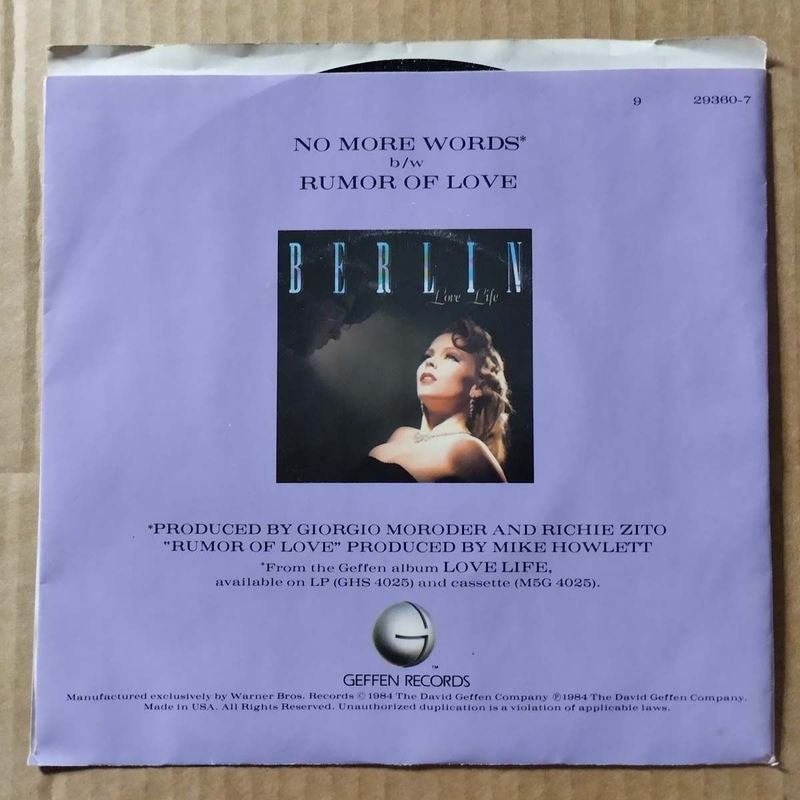 9 29360-7
NO MORE WORDS*
b/w
RUMOR OF LOVE
BERLIN
Love Life
*PRODUCED BY GIORGIO MORODER AND RICHIE ZITO
"RUMOR OF LOVE" PRODUCED BY MIKE HOWLETT
*From the Geffen album LOVE LIFE,
available on LP (GHS 4025) and cassette (M5G 4025).
G
TM
GEFFEN RECORDS
Manufactured exclusively by Warner Bros. Records © 1984 The David Geffen Company ℗ 1984 The David Geffen Company.
Made in USA. All Rights Reserved. Unauthorized duplication is a violation of applicable laws.